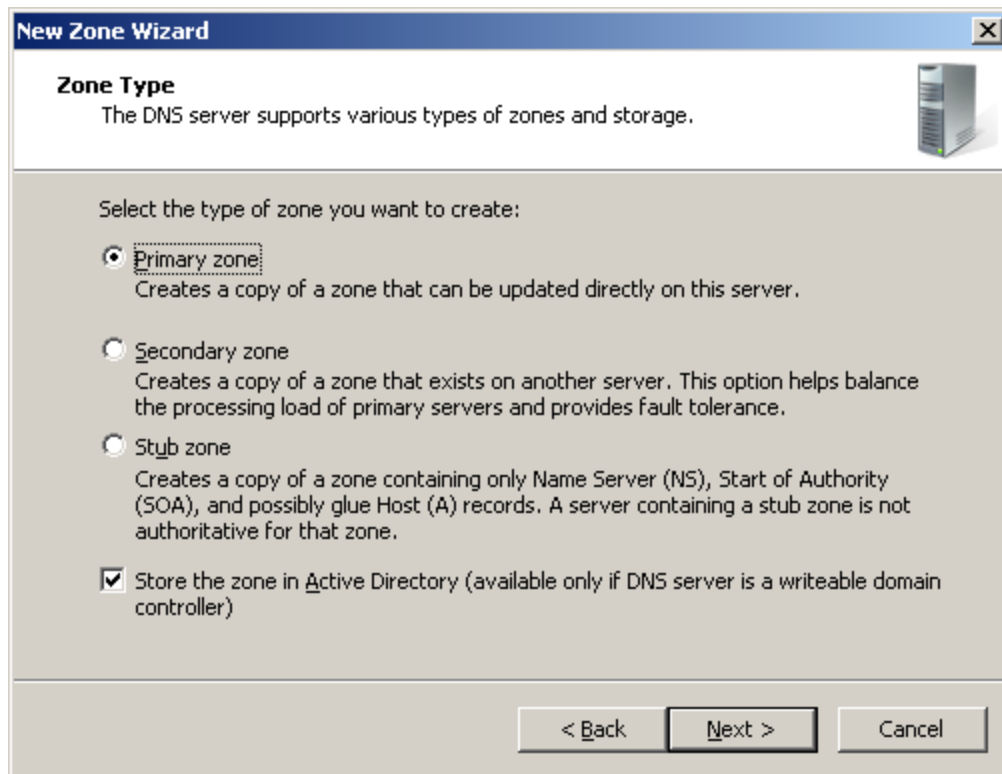 New Zone Wizard
Zone Type
The DNS server supports various types of zones and storage.
Select the type of zone you want to create:
Primary zone
Creates a copy of a zone that can be updated directly on this server.
Secondary zone
Creates a copy of a zone that exists on another server. This option helps balance
the processing load of primary servers and provides fault tolerance.
Stub zone
Creates a copy of a zone containing only Name Server (NS), Start of Authority
(SOA), and possibly glue Host (A) records. A server containing a stub zone is not
authoritative for that zone.
Store the zone in Active Directory (available only if DNS server is a writeable domain
controller)
< Back
Next >
Cancel